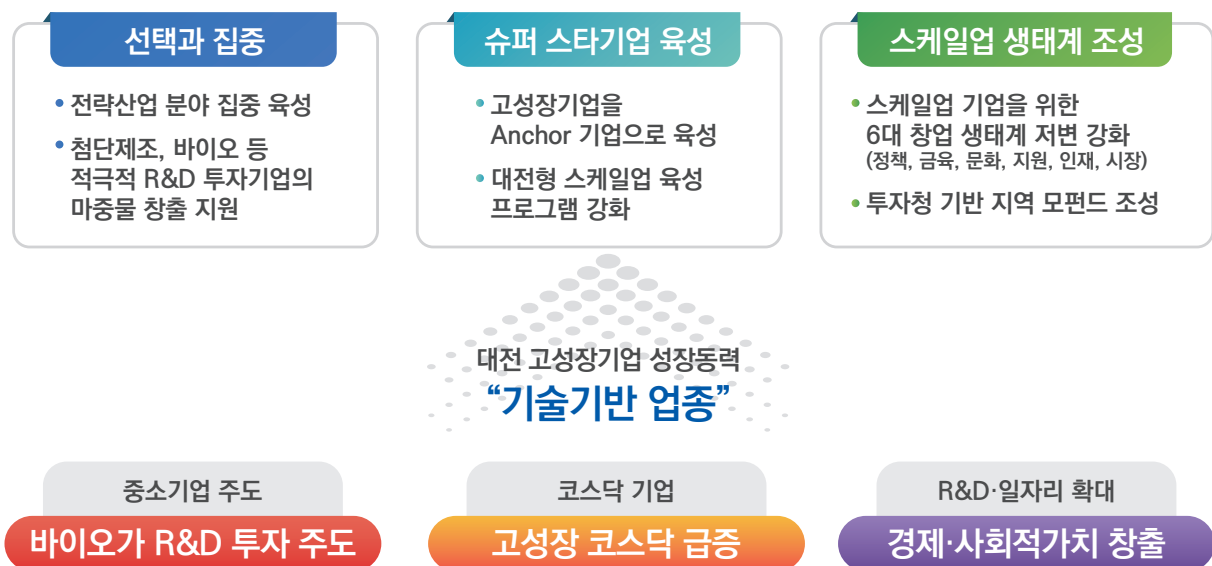 선택과 집중
• 전략산업 분야 집중 육성
• 첨단제조, 바이오 등
적극적 R&D 투자기업의
마중물 창출 지원
슈퍼 스타기업 육성
• 고성장기업을
Anchor 기업으로 육성
• 대전형 스케일업 육성
프로그램 강화
스케일업 생태계 조성
• 스케일업 기업을 위한
6대 창업 생태계 저변 강화
(정책, 금육, 문화, 지원, 인재, 시장)
• 투자청 기반 지역 모펀드 조성
대전 고성장기업 성장동력
“기술기반 업종”
중소기업 주도
바이오가 R&D 투자 주도
코스닥 기업
고성장 코스닥 급증
R&D·일자리 확대
경제·사회적가치 창출